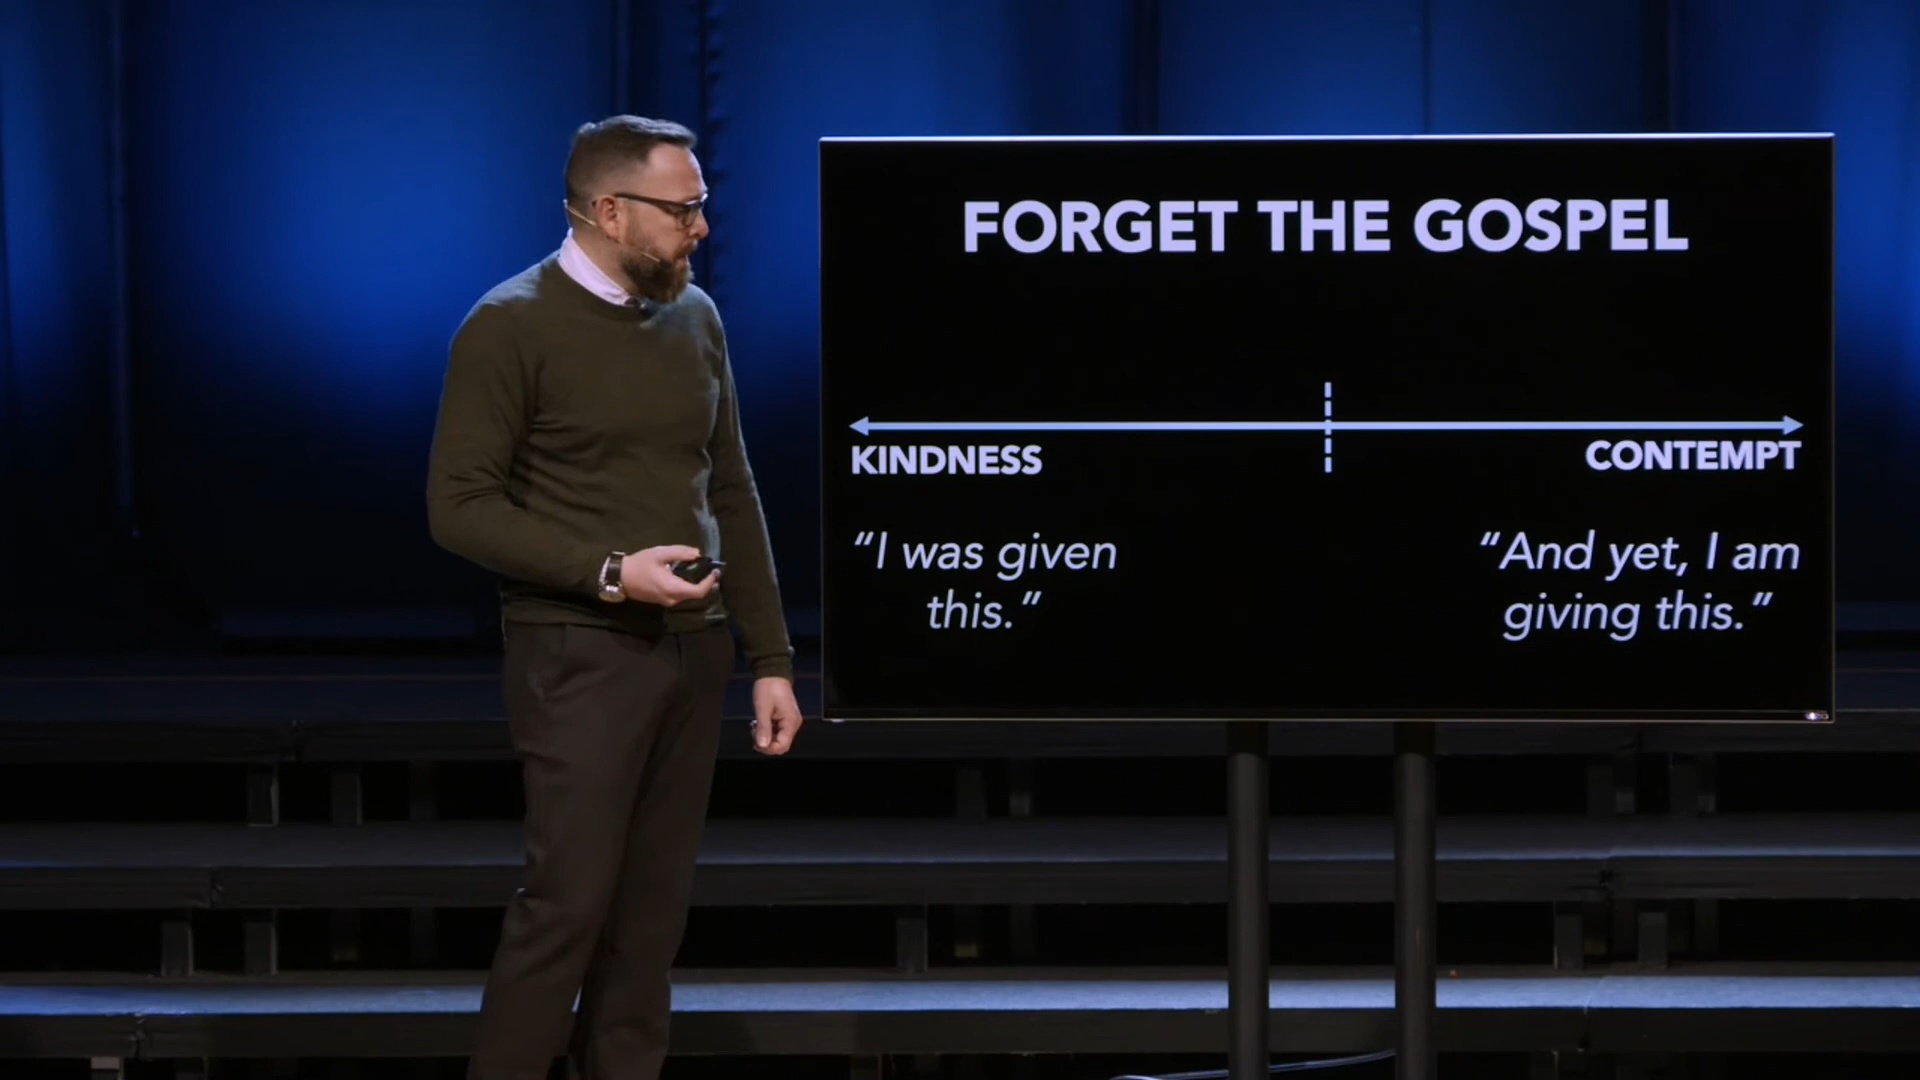 FORGET THE GOSPEL
KINDNESS
CONTEMPT
“I was given
this.”
“And yet, I am
giving this.”